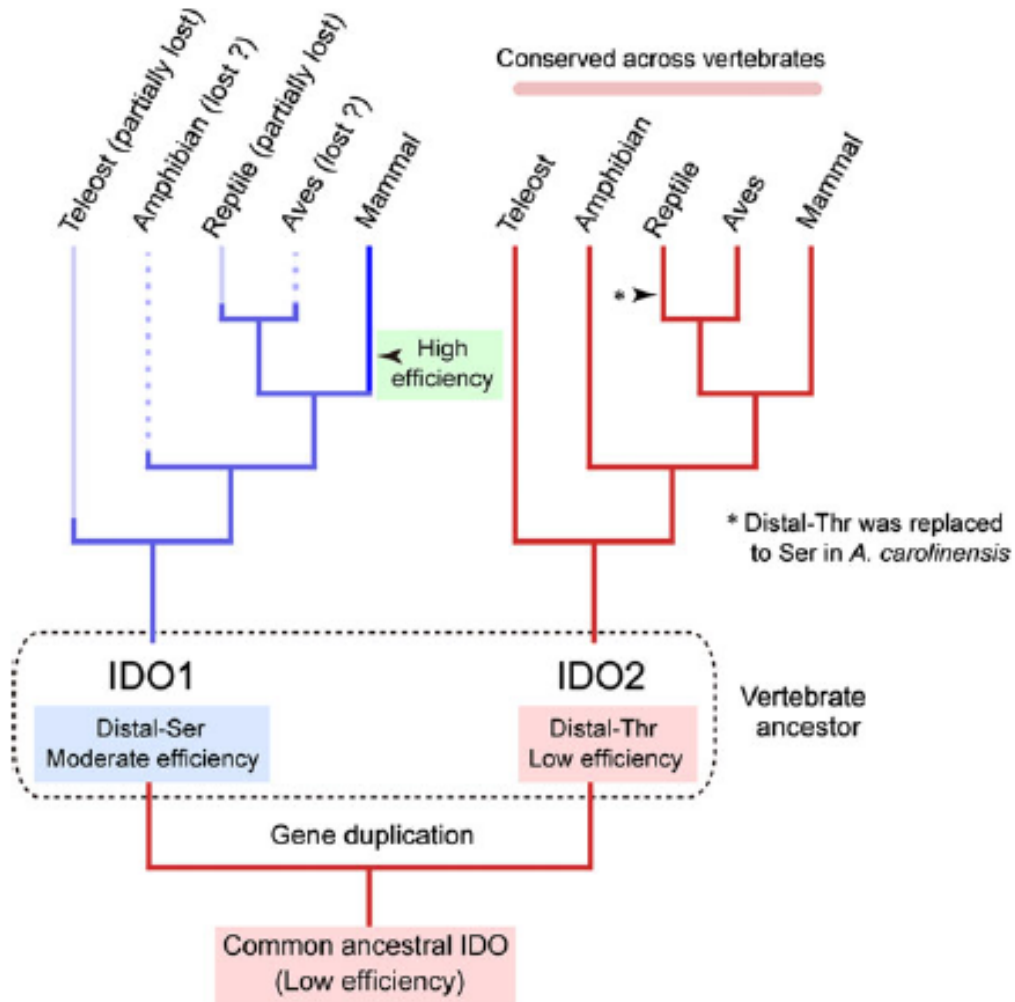 Teleost (partially lost)
Amphibian (lost ?)
Reptile (partially lost)
Aves (lost ?)
Mammal
Conserved across vertebrates
Teleost
Amphibian
Reptile
Aves
Mammal
*
High
efficiency
* Distal-Thr was replaced
to Ser in A. carolinensis
IDO1
Distal-Ser
Moderate efficiency
IDO2
Distal-Thr
Low efficiency
Vertebrate
ancestor
Gene duplication
Common ancestral IDO
(Low efficiency)